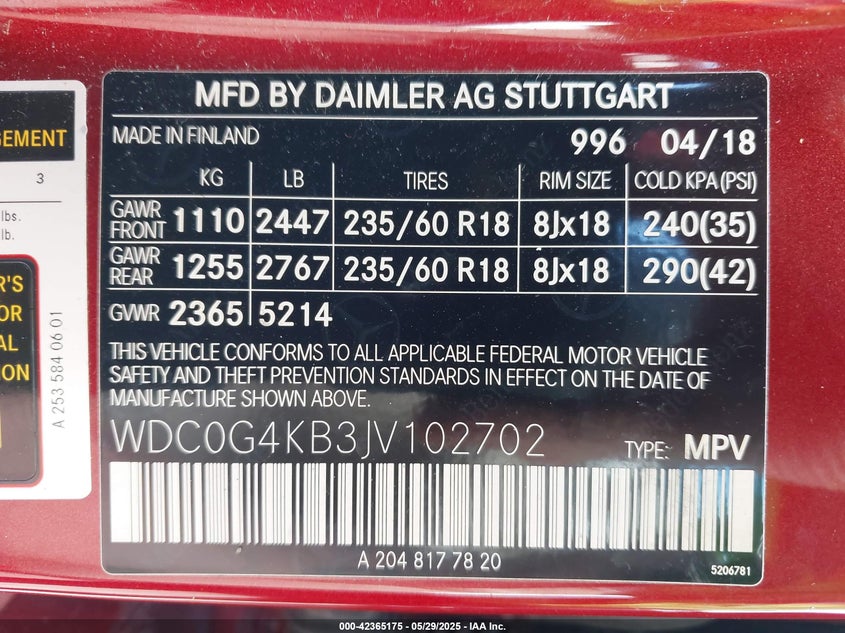 MFD BY DAIMLER AG STUTTGART
MADE IN FINLAND 996 04/18
KG LB TIRES RIM SIZE COLD KPA(PSI)
GAWR FRONT 1110 2447 235/60 R18 8Jx18 240(35)
GAWR REAR 1255 2767 235/60 R18 8Jx18 290(42)
GVWR 2365 5214
THIS VEHICLE CONFORMS TO ALL APPLICABLE FEDERAL MOTOR VEHICLE
SAFETY AND THEFT PREVENTION STANDARDS IN EFFECT ON THE DATE OF
MANUFACTURE SHOWN ABOVE.
WDC0G4KB3JV102702 TYPE: MPV
A 204 817 78 20
5206781
3
lbs.
lb.
A 253 584 06 01
000-42365175 - 05/29/2025 - IAA Inc.